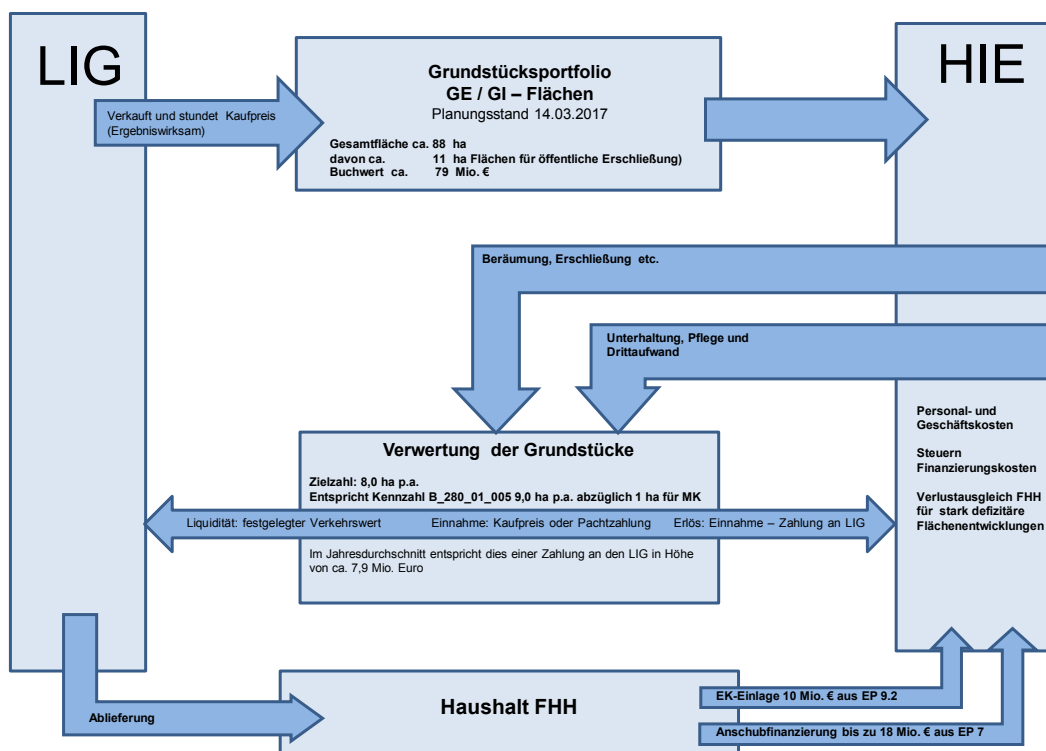 LIG
HIE
Grundstücksportfolio
GE / GI – Flächen
Planungsstand 14.03.2017
Gesamtfläche ca. 88 ha
davon ca. 11 ha Flächen für öffentliche Erschließung)
Buchwert ca. 79 Mio. €
Verkauft und stundet Kaufpreis
(Ergebniswirksam)
Beräumung, Erschließung etc.
Unterhaltung, Pflege und
Drittaufwand
Personal- und
Geschäftskosten
Steuern
Finanzierungskosten
Verlustausgleich FHH
für stark defizitäre
Flächenentwicklungen
Verwertung der Grundstücke
Zielzahl: 8,0 ha p.a.
Entspricht Kennzahl B_280_01_005 9,0 ha p.a. abzüglich 1 ha für MK
Liquidität: festgelegter Verkehrswert Einnahme: Kaufpreis oder Pachtzahlung Erlös: Einnahme – Zahlung an LIG
Im Jahresdurchschnitt entspricht dies einer Zahlung an den LIG in Höhe
von ca. 7,9 Mio. Euro
Ablieferung
Haushalt FHH
EK-Einlage 10 Mio. € aus EP 9.2
Anschubfinanzierung bis zu 18 Mio. € aus EP 7